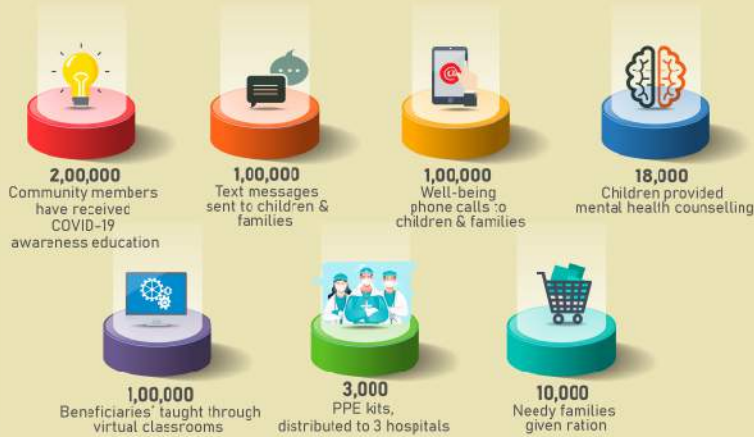 2,00,000
Community members
have received
COVID-19
awareness education
1,00,000
Text messages
sent to children &
families
1,00,000
Well-being
phone calls to
children & families
18,000
Children provided
mental health counselling
1,00,000
Beneficiaries' taught through
virtual classrooms
3,000
PPE kits,
distributed to 3 hospitals
10,000
Needy families
given ration